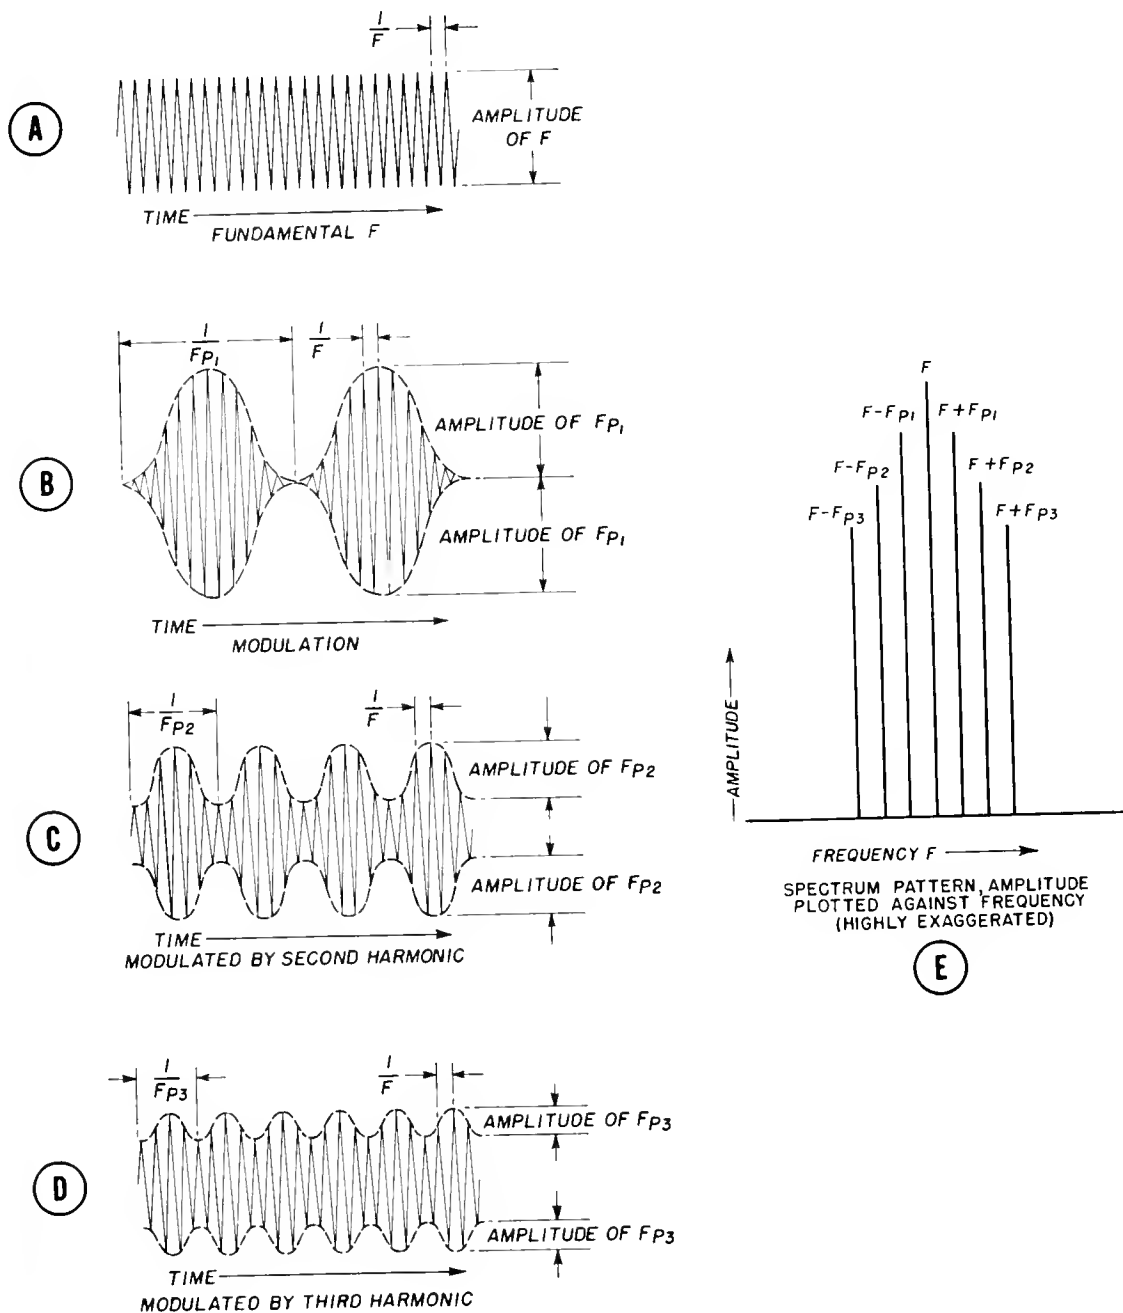 1/F
A
AMPLITUDE
OF F
TIME
FUNDAMENTAL F
1/FP1
1/F
AMPLITUDE OF FP1
B
AMPLITUDE OF FP1
TIME
MODULATION
1/FP2
1/F
AMPLITUDE OF FP2
C
AMPLITUDE OF FP2
TIME
MODULATED BY SECOND HARMONIC
1/FP3
1/F
AMPLITUDE OF FP3
D
AMPLITUDE OF FP3
TIME
MODULATED BY THIRD HARMONIC
F
F-FP1
F+FP1
F-FP2
F+FP2
F-FP3
F+FP3
AMPLITUDE
FREQUENCY F
SPECTRUM PATTERN, AMPLITUDE
PLOTTED AGAINST FREQUENCY
(HIGHLY EXAGGERATED)
E